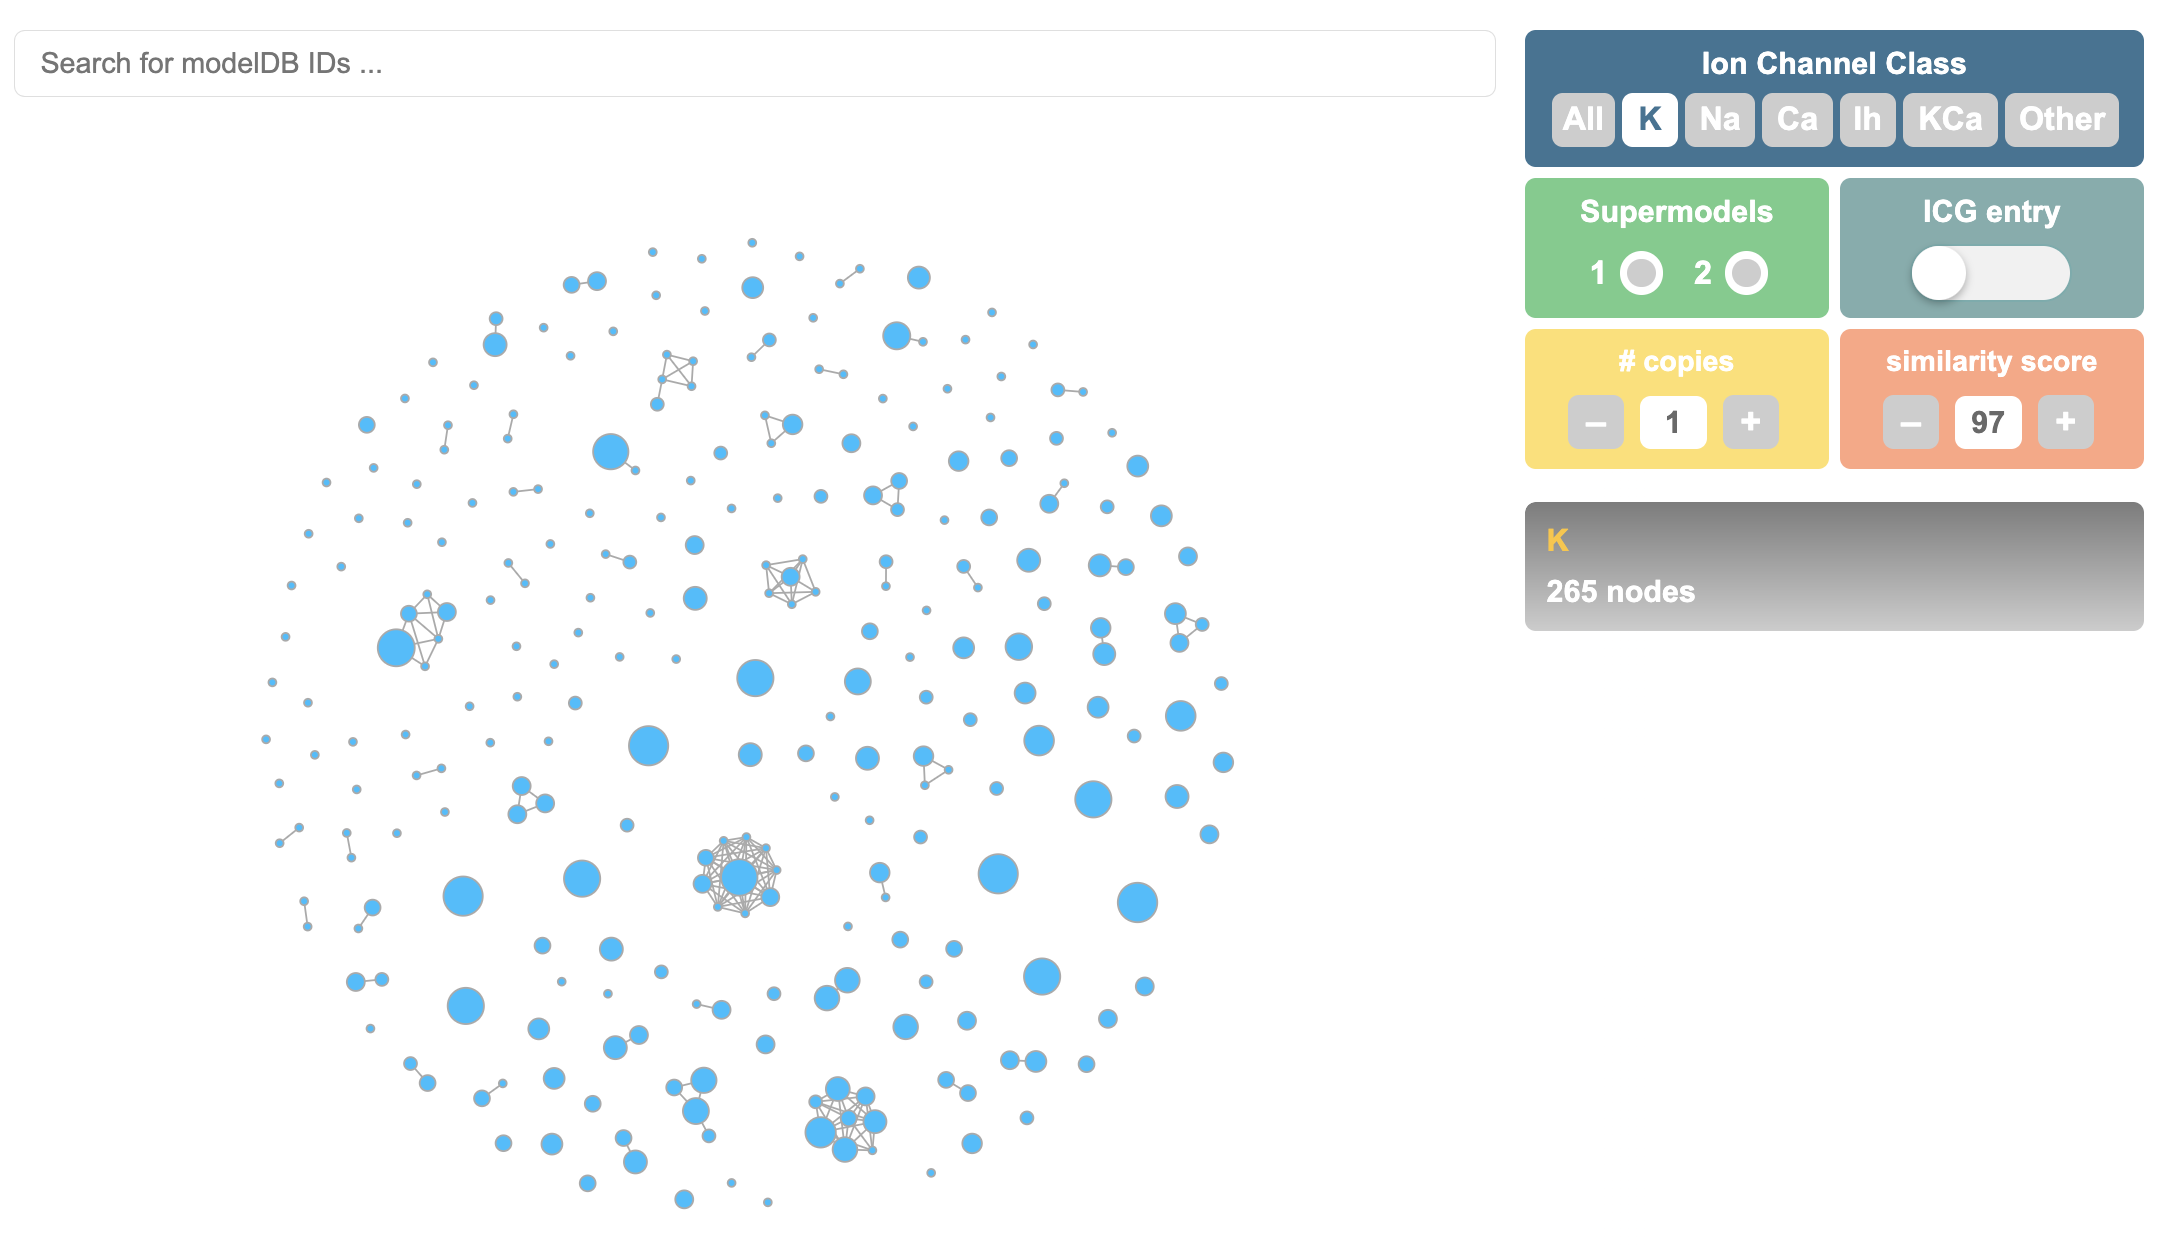 Search for modelDB IDs ...
Ion Channel Class
All K Na Ca Ih KCa Other
Supermodels
1 2
ICG entry
# copies
– 1 +
similarity score
– 97 +
K
265 nodes